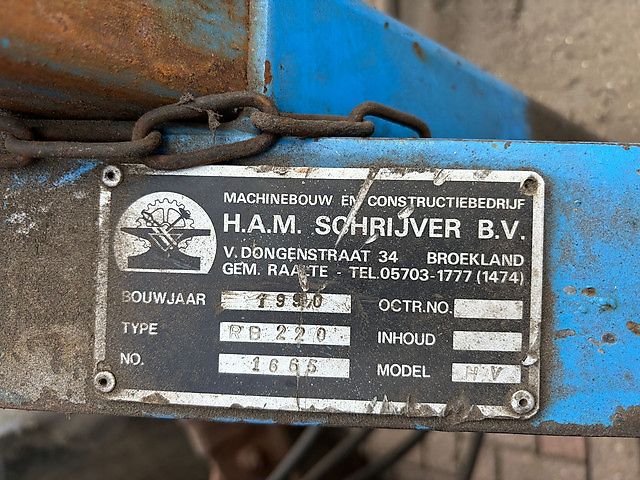 MACHINEBOUW EN CONSTRUCTIEBEDRIJF
H.A.M. SCHRIJVER B.V.
V. DONGENSTRAAT 34 BROEKLAND
GEM. RAALTE - TEL.05703-1777 (1474)
BOUWJAAR 1990 OCTR.NO.
TYPE RB 220 INHOUD
NO. 1665 MODEL HV